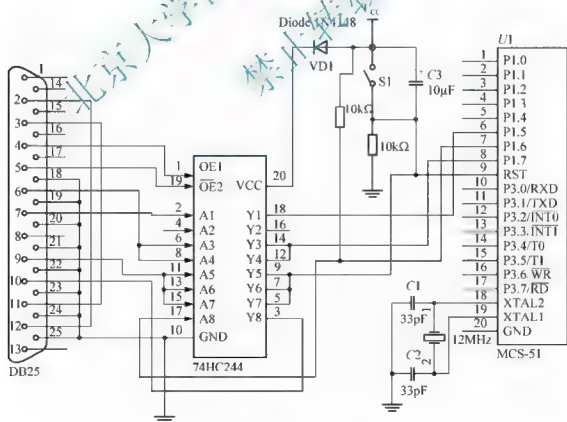 北京大学
Diode 1N4148
VD1
CC
S1
C3
10μF
10kΩ
10kΩ
U1
MCS-51
1 P1.0
2 P1.1
3 P1.2
4 P1.3
5 P1.4
6 P1.5
7 P1.6
8 P1.7
9 RST
10 P3.0/RXD
11 P3.1/TXD
12 P3.2/INT0
13 P3.3/INT1
14 P3.4/T0
15 P3.5/T1
16 P3.6/WR
17 P3.7/RD
18 XTAL2
19 XTAL1
20 GND
C1
33pF
1
2
12MHz
C2
33pF
1 OE1
19 OE2
VCC 20
2 A1 Y1 18
4 A2 Y2 16
6 A3 Y3 14
8 A4 Y4 12
11 A5 Y5 9
13 A6 Y6 7
15 A7 Y7 5
17 A8 Y8 3
10 GND
74HC244
1
14
2
15
3
16
4
17
5
18
6
19
7
20
8
21
9
22
10
23
11
24
12
25
13
DB25